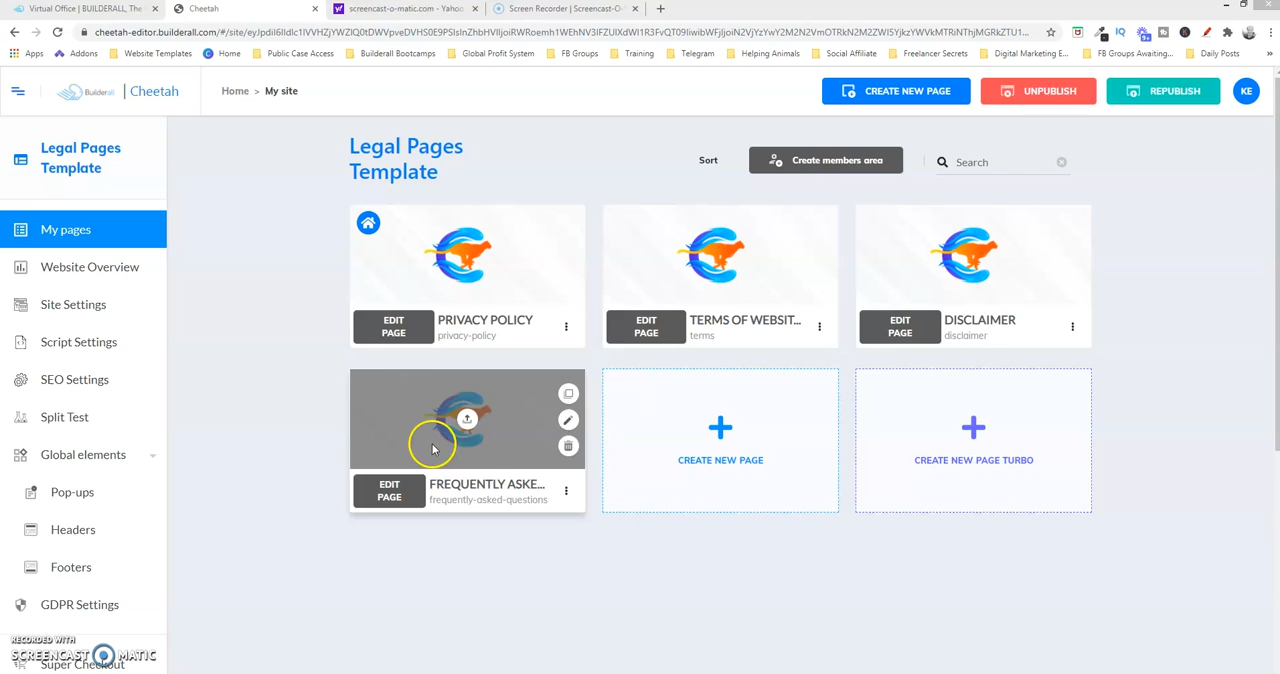 Virtual Office | BUILDERALL, The
Cheetah
screencast-o-matic.com - Yahoo
Screen Recorder | Screencast-O-
Apps
Addons
Website Templates
Home
Public Case Access
Builderall Bootcamps
Global Profit System
FB Groups
Training
Telegram
Helping Animals
Social Affiliate
Freelancer Secrets
Digital Marketing E...
FB Groups Awaiting...
Daily Posts
Builderall | Cheetah
Home > My site
CREATE NEW PAGE
UNPUBLISH
REPUBLISH
KE
Legal Pages
Template
My pages
Website Overview
Site Settings
Script Settings
SEO Settings
Split Test
Global elements
Pop-ups
Headers
Footers
GDPR Settings
Super Checkout
RECORDED WITH
SCREENCAST MATIC
Legal Pages
Template
Sort
Create members area
Search
EDIT
PAGE
PRIVACY POLICY
privacy-policy
EDIT
PAGE
TERMS OF WEBSIT...
terms
EDIT
PAGE
DISCLAIMER
disclaimer
EDIT
PAGE
FREQUENTLY ASKE...
frequently-asked-questions
CREATE NEW PAGE
CREATE NEW PAGE TURBO